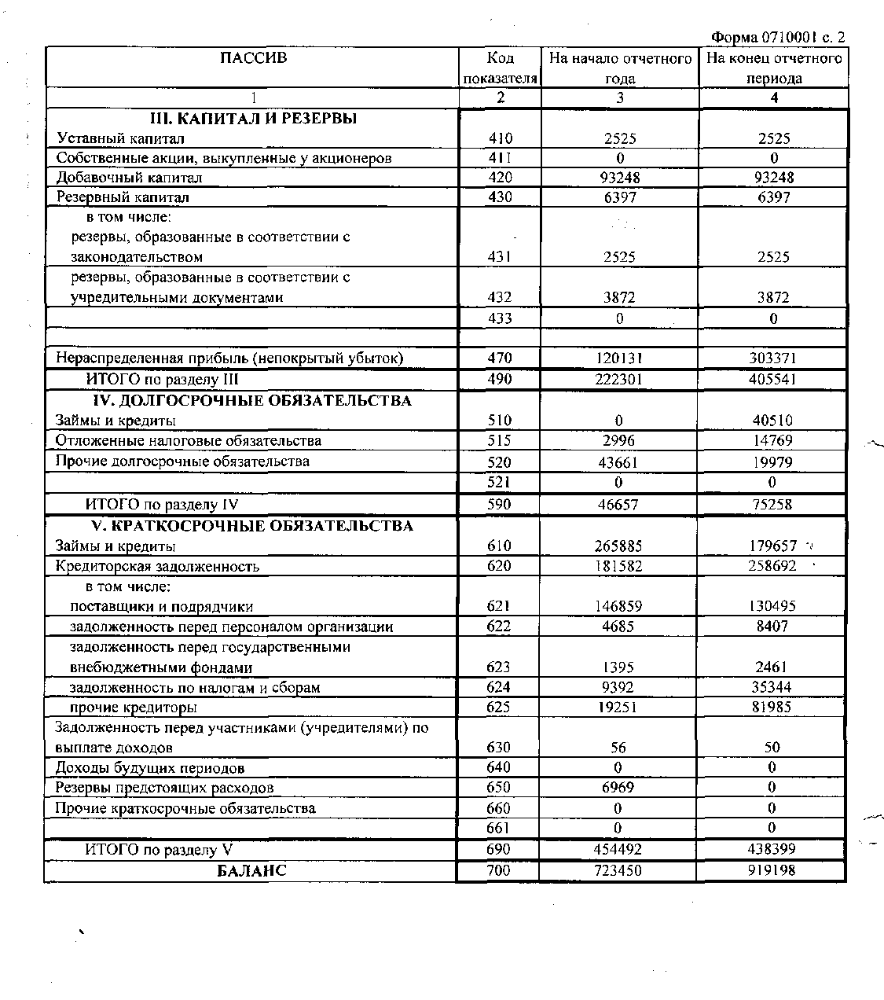 Форма 0710001 с. 2
ПАССИВ Код На начало отчетного На конец отчетного
показателя года периода
1 2 3 4
III. КАПИТАЛ И РЕЗЕРВЫ
Уставный капитал 410 2525 2525
Собственные акции, выкупленные у акционеров 411 0 0
Добавочный капитал 420 93248 93248
Резервный капитал 430 6397 6397
в том числе:
резервы, образованные в соответствии с
законодательством 431 2525 2525
резервы, образованные в соответствии с
учредительными документами 432 3872 3872
433 0 0
Нераспределенная прибыль (непокрытый убыток) 470 120131 303371
ИТОГО по разделу III 490 222301 405541
IV. ДОЛГОСРОЧНЫЕ ОБЯЗАТЕЛЬСТВА
Займы и кредиты 510 0 40510
Отложенные налоговые обязательства 515 2996 14769
Прочие долгосрочные обязательства 520 43661 19979
521 0 0
ИТОГО по разделу IV 590 46657 75258
V. КРАТКОСРОЧНЫЕ ОБЯЗАТЕЛЬСТВА
Займы и кредиты 610 265885 179657
Кредиторская задолженность 620 181582 258692
в том числе:
поставщики и подрядчики 621 146859 130495
задолженность перед персоналом организации 622 4685 8407
задолженность перед государственными
внебюджетными фондами 623 1395 2461
задолженность по налогам и сборам 624 9392 35344
прочие кредиторы 625 19251 81985
Задолженность перед участниками (учредителями) по
выплате доходов 630 56 50
Доходы будущих периодов 640 0 0
Резервы предстоящих расходов 650 6969 0
Прочие краткосрочные обязательства 660 0 0
661 0 0
ИТОГО по разделу V 690 454492 438399
БАЛАНС 700 723450 919198